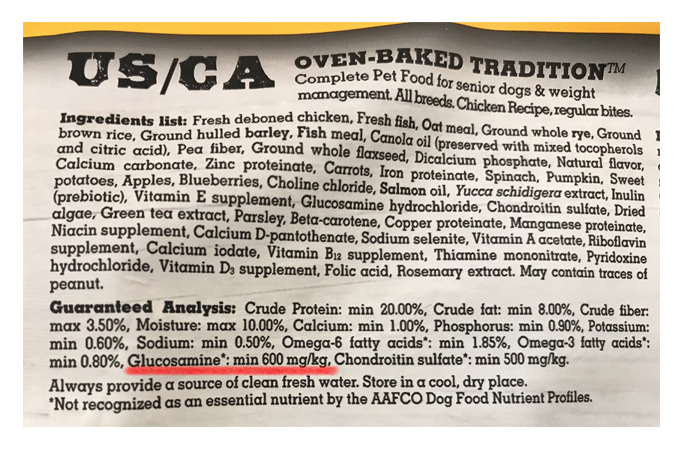 US/CA OVEN-BAKED TRADITION™
Complete Pet Food for senior dogs & weight
management. All breeds. Chicken Recipe, regular bites.
Ingredients list: Fresh deboned chicken, Fresh fish, Oat meal, Ground whole rye, Ground
brown rice, Ground hulled barley, Fish meal, Canola oil (preserved with mixed tocopherols
and citric acid), Pea fiber, Ground whole flaxseed, Dicalcium phosphate, Natural flavor,
Calcium carbonate, Zinc proteinate, Carrots, Iron proteinate, Spinach, Pumpkin, Sweet
potatoes, Apples, Blueberries, Choline chloride, Salmon oil, Yucca schidigera extract, Inulin
(prebiotic), Vitamin E supplement, Glucosamine hydrochloride, Chondroitin sulfate, Dried
algae, Green tea extract, Parsley, Beta-carotene, Copper proteinate, Manganese proteinate,
Niacin supplement, Calcium D-pantothenate, Sodium selenite, Vitamin A acetate, Riboflavin
supplement, Calcium iodate, Vitamin B₁₂ supplement, Thiamine mononitrate, Pyridoxine
hydrochloride, Vitamin D₃ supplement, Folic acid, Rosemary extract. May contain traces of
peanut.
Guaranteed Analysis: Crude Protein: min 20.00%, Crude fat: min 8.00%, Crude fiber:
max 3.50%, Moisture: max 10.00%, Calcium: min 1.00%, Phosphorus: min 0.90%, Potassium:
min 0.60%, Sodium: min 0.50%, Omega-6 fatty acids*: min 1.85%, Omega-3 fatty acids*:
min 0.80%, Glucosamine*: min 600 mg/kg, Chondroitin sulfate*: min 500 mg/kg.
Always provide a source of clean fresh water. Store in a cool, dry place.
*Not recognized as an essential nutrient by the AAFCO Dog Food Nutrient Profiles.